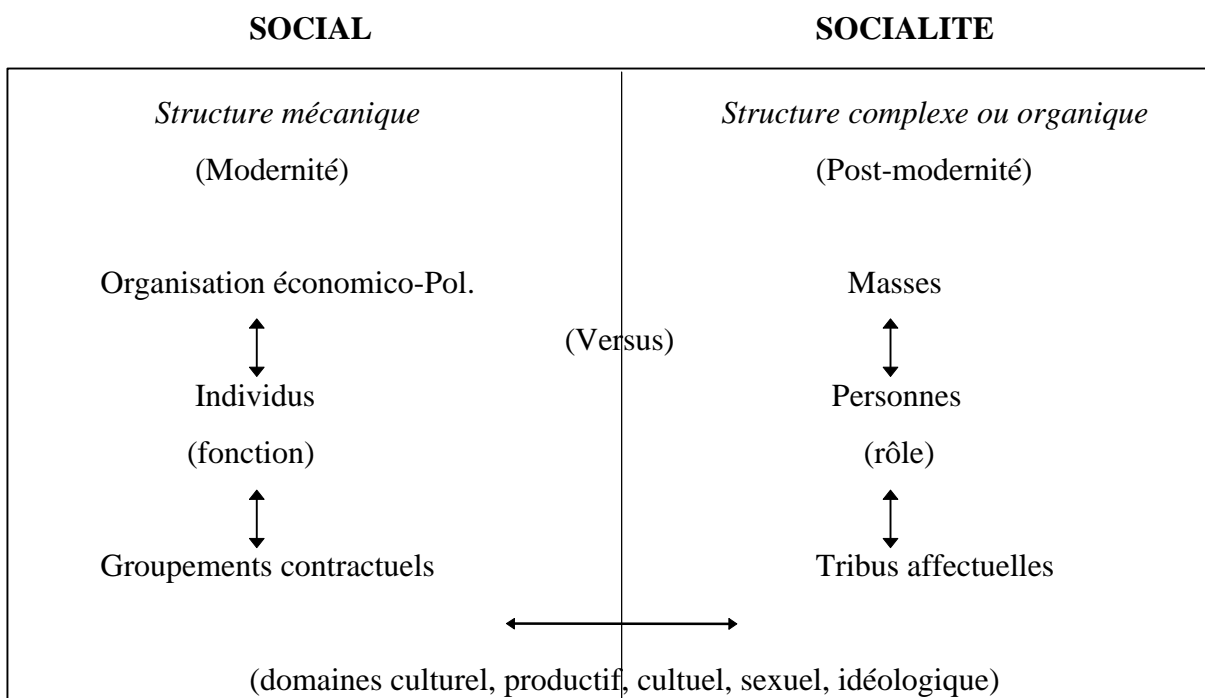 SOCIAL SOCIALITE
Structure mécanique Structure complexe ou organique
(Modernité) (Post-modernité)
Organisation économico-Pol. Masses
(Versus)
Individus Personnes
(fonction) (rôle)
Groupements contractuels Tribus affectuelles
(domaines culturel, productif, cultuel, sexuel, idéologique)